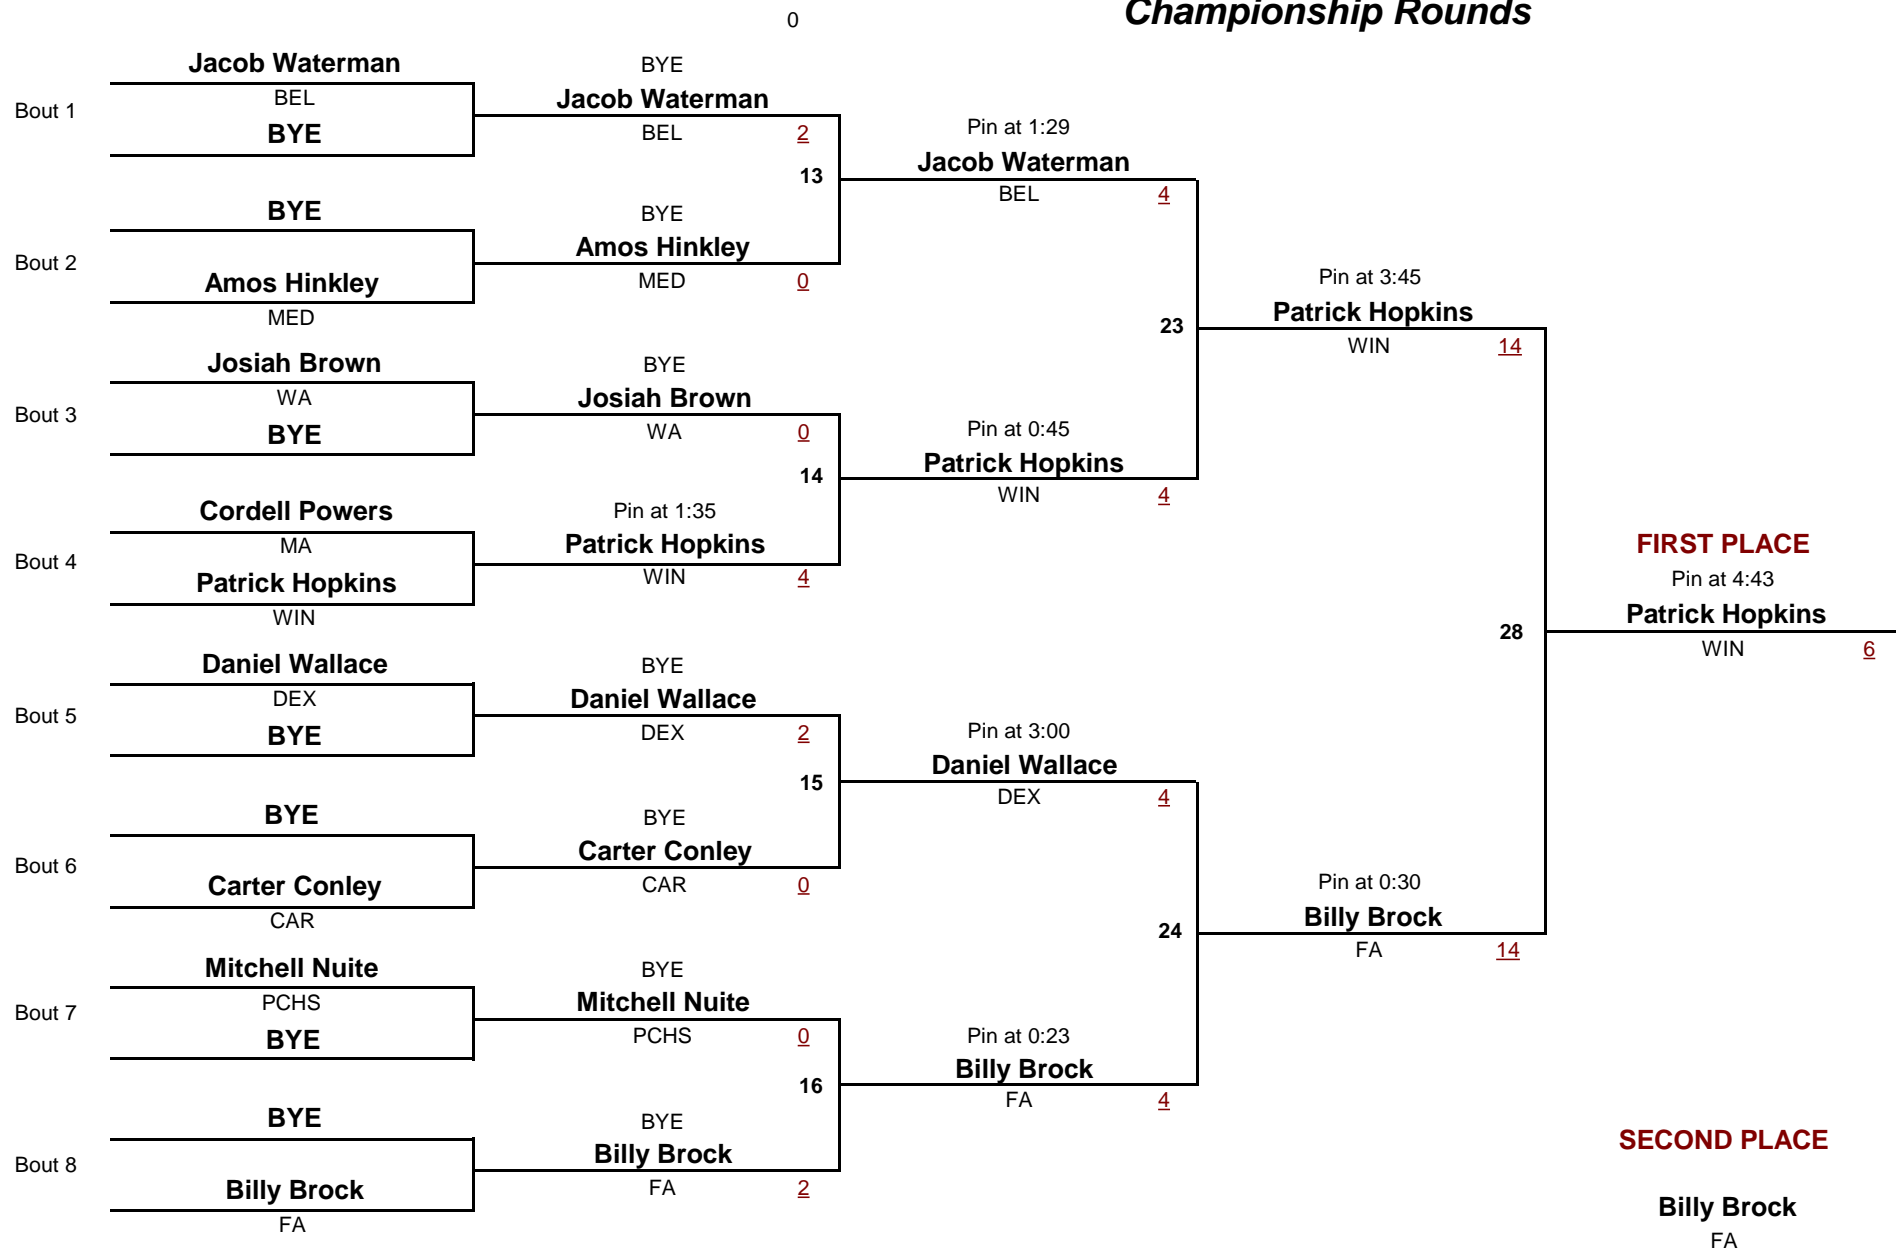 0
Championship Rounds
Jacob Waterman
BEL
Bout 1
BYE
BYE
Jacob Waterman
BEL
2
13
BYE
Bout 2
Amos Hinkley
MED
BYE
Amos Hinkley
MED
0
Pin at 1:29
Jacob Waterman
BEL
4
Josiah Brown
WA
Bout 3
BYE
BYE
Josiah Brown
WA
0
14
Cordell Powers
MA
Bout 4
Patrick Hopkins
WIN
Pin at 1:35
Patrick Hopkins
WIN
4
Pin at 0:45
Patrick Hopkins
WIN
4
23
Pin at 3:45
Patrick Hopkins
WIN
14
Daniel Wallace
DEX
Bout 5
BYE
BYE
Daniel Wallace
DEX
2
15
BYE
Bout 6
Carter Conley
CAR
BYE
Carter Conley
CAR
0
Pin at 3:00
Daniel Wallace
DEX
4
Mitchell Nuite
PCHS
Bout 7
BYE
BYE
Mitchell Nuite
PCHS
0
16
BYE
Bout 8
Billy Brock
FA
BYE
Billy Brock
FA
2
Pin at 0:23
Billy Brock
FA
4
24
Pin at 0:30
Billy Brock
FA
14
28
FIRST PLACE
Pin at 4:43
Patrick Hopkins
WIN
6
SECOND PLACE
Billy Brock
FA